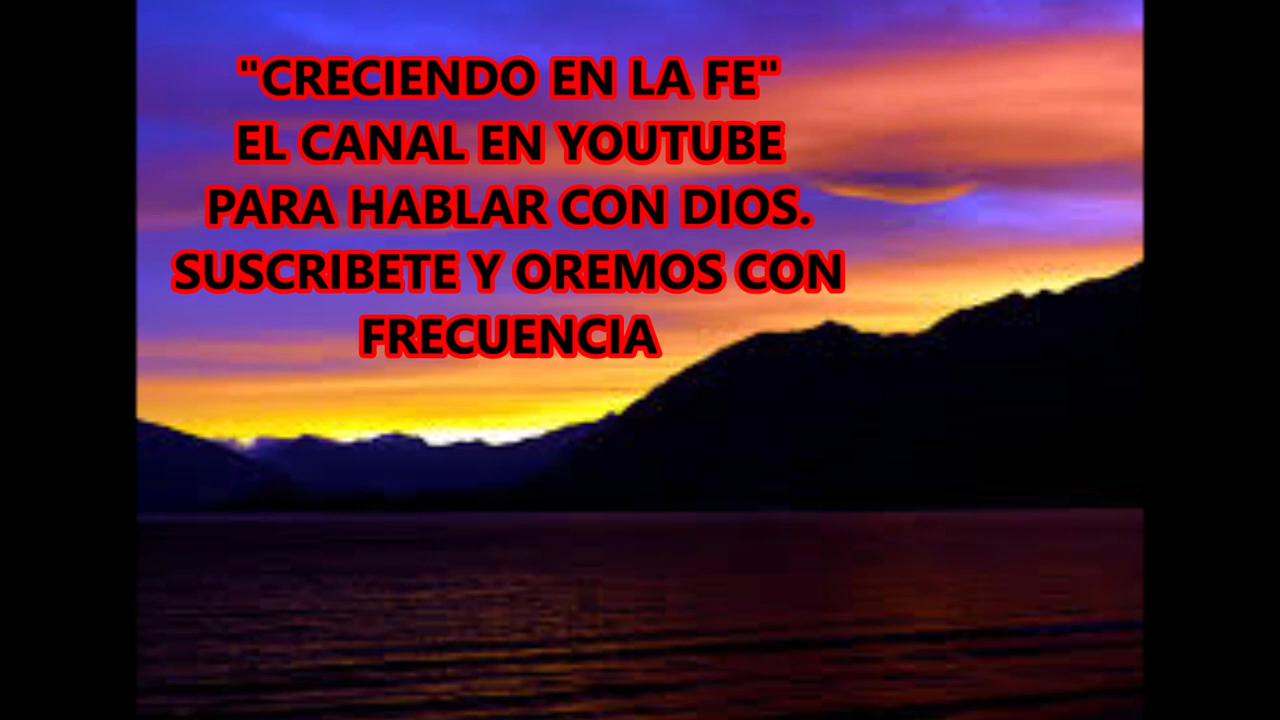 "CRECIENDO EN LA FE"
EL CANAL EN YOUTUBE
PARA HABLAR CON DIOS.
SUSCRIBETE Y OREMOS CON
FRECUENCIA